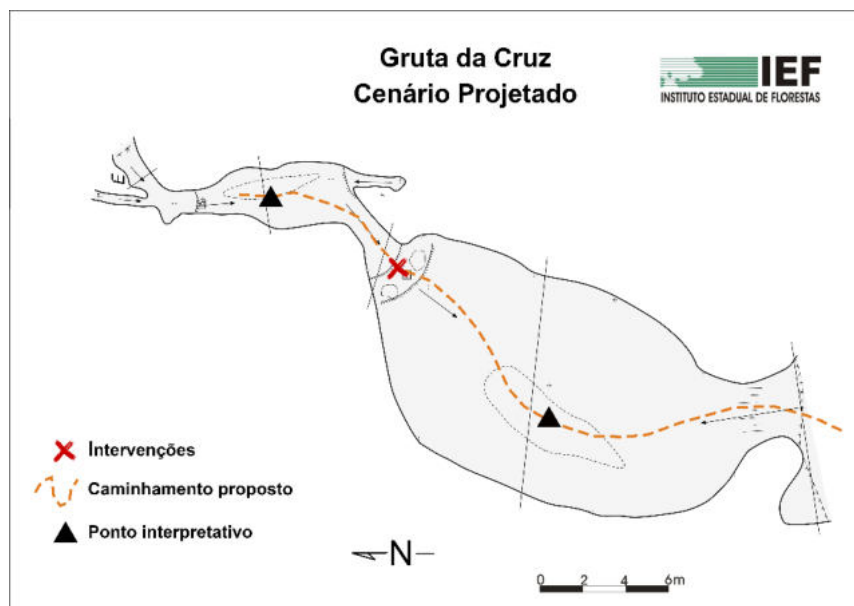 Gruta da Cruz
Cenário Projetado
IEF
INSTITUTO ESTADUAL DE FLORESTAS
E
Intervenções
Caminhamento proposto
Ponto interpretativo
N
0 2 4 6m